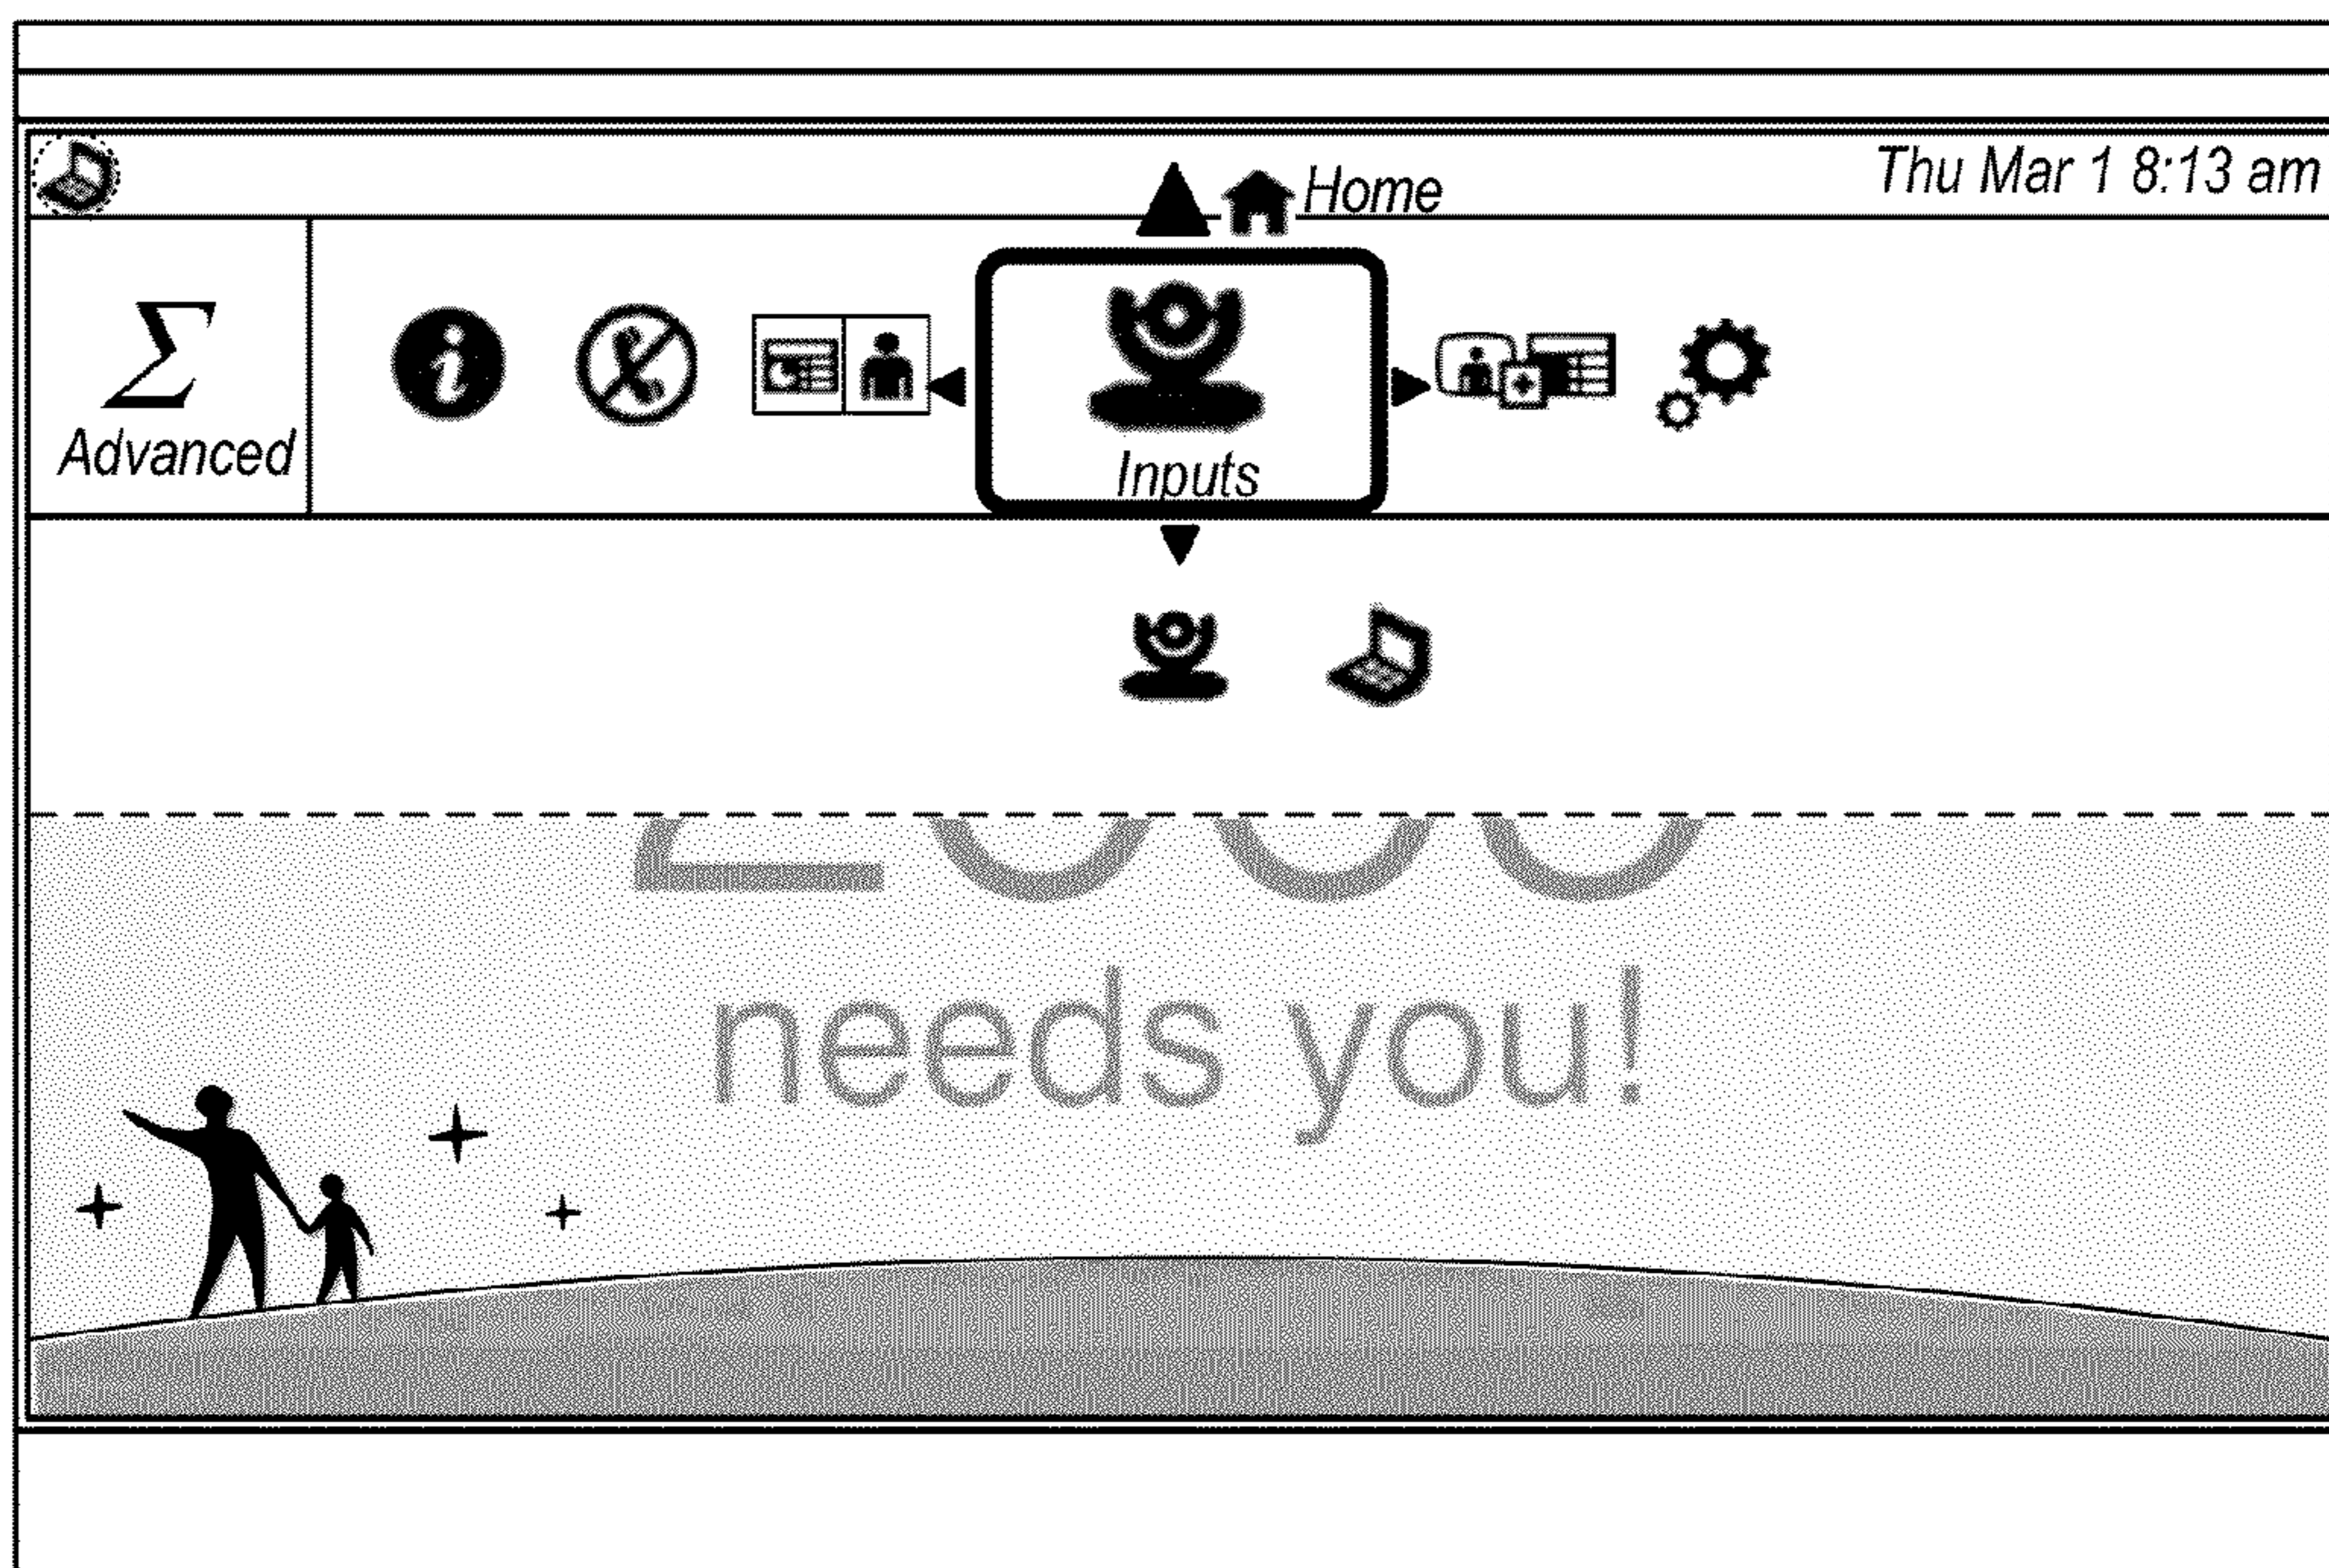 Home
Thu Mar 1 8:13 am
Σ
Advanced
i
Inputs
needs you!